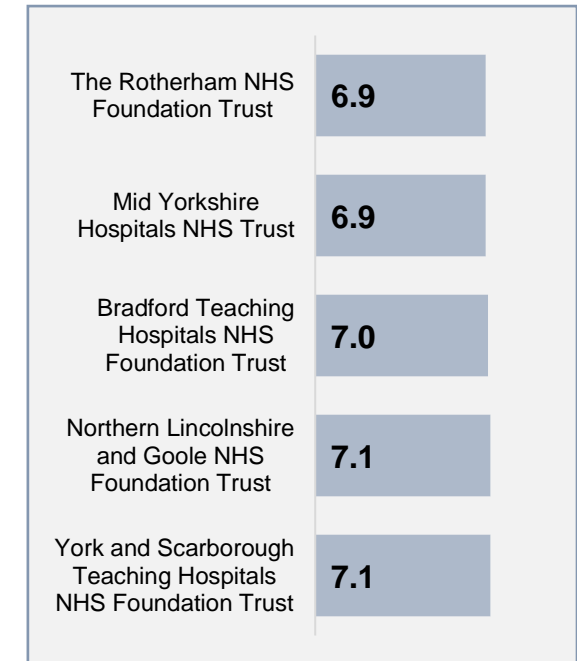 The Rotherham NHS
Foundation Trust
6.9
Mid Yorkshire
Hospitals NHS Trust
6.9
Bradford Teaching
Hospitals NHS
Foundation Trust
7.0
Northern Lincolnshire
and Goole NHS
Foundation Trust
7.1
York and Scarborough
Teaching Hospitals
NHS Foundation Trust
7.1